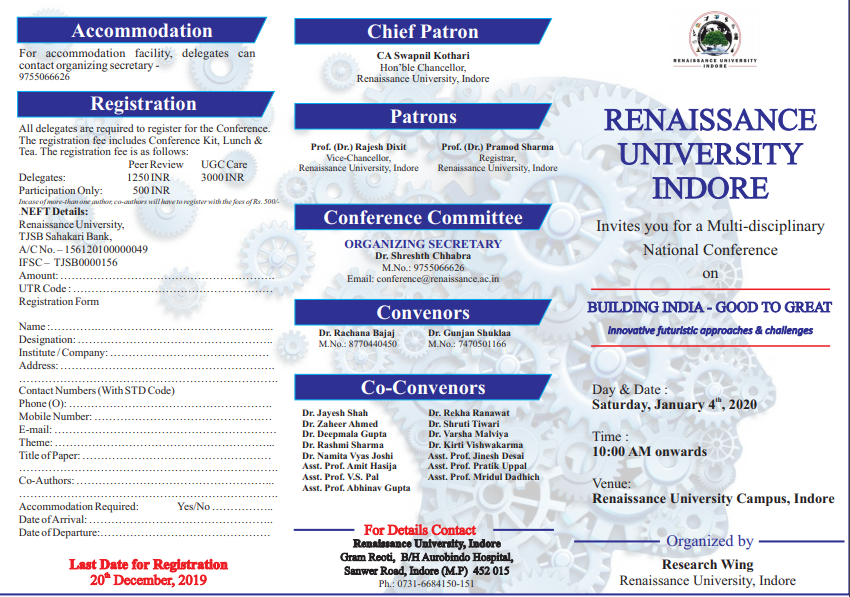 Accommodation
For accommodation facility, delegates can
contact organizing secretary -
9755066626
Registration
All delegates are required to register for the Conference.
The registration fee includes Conference Kit, Lunch &
Tea. The registration fee is as follows:
Peer Review UGC Care
Delegates: 1250 INR 3000 INR
Participation Only: 500 INR
Incase of more-than one author, co-authors will have to register with the fees of Rs. 500/-
.NEFT Details:
Renaissance University,
TJSB Sahakari Bank,
A/C No. – 156120100000049
IFSC – TJSB0000156
Amount: ……………………………………………
UTR Code : …………………………………………
Registration Form
Name :………………………………………………...
Designation: …………………………………………..
Institute / Company: …………………………………..
Address: ………………………………………………
…………………………………………………………
Contact Numbers (With STD Code)
Phone (O): …………………………………………….
Mobile Number: ………………………………………
E-mail: ………………………………………………..
Theme: ………………………………………………...
Title of Paper: …………………………………………
…………………………………………………………
Co-Authors: …………………………………………...
…………………………………………………………
Accommodation Required: Yes/No ……………..
Date of Arrival: ………………………………………..
Date of Departure:……………………………………..
Last Date for Registration
20th December, 2019
Chief Patron
CA Swapnil Kothari
Hon'ble Chancellor,
Renaissance University, Indore
Patrons
Prof. (Dr.) Rajesh Dixit Prof. (Dr.) Pramod Sharma
Vice-Chancellor, Registrar,
Renaissance University, Indore Renaissance University, Indore
Conference Committee
ORGANIZING SECRETARY
Dr. Shreshth Chhabra
M.No.: 9755066626
Email: conference@renaissance.ac.in
Convenors
Dr. Rachana Bajaj Dr. Gunjan Shuklaa
M.No.: 8770440450 M.No.: 7470501166
Co-Convenors
Dr. Jayesh Shah Dr. Rekha Ranawat
Dr. Zaheer Ahmed Dr. Shruti Tiwari
Dr. Deepmala Gupta Dr. Varsha Malviya
Dr. Rashmi Sharma Dr. Kirti Vishwakarma
Dr. Namita Vyas Joshi Asst. Prof. Jinesh Desai
Asst. Prof. Amit Hasija Asst. Prof. Pratik Uppal
Asst. Prof. V.S. Pal Asst. Prof. Mridul Dadhich
Asst. Prof. Abhinav Gupta
For Details Contact
Renaissance University, Indore
Gram Reoti, B/H Aurobindo Hospital,
Sanwer Road, Indore (M.P) 452 015
Ph.: 0731-6684150-151
RENAISSANCE UNIVERSITY
INDORE
RENAISSANCE
UNIVERSITY
INDORE
Invites you for a Multi-disciplinary
National Conference
on
BUILDING INDIA - GOOD TO GREAT
Innovative futuristic approaches & challenges
Day & Date :
Saturday, January 4th, 2020
Time :
10:00 AM onwards
Venue:
Renaissance University Campus, Indore
Organized by
Research Wing
Renaissance University, Indore